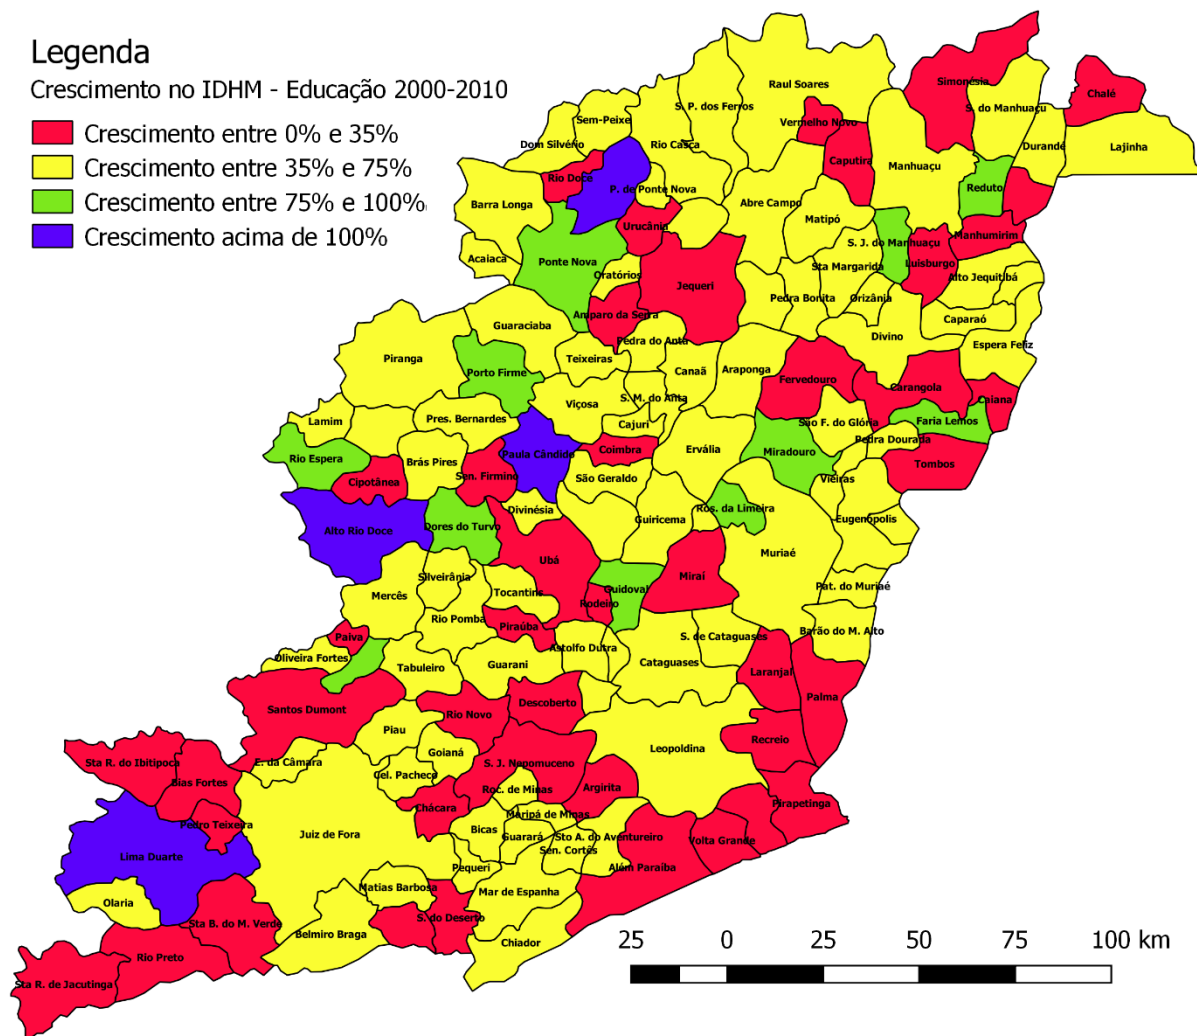 Legenda
Crescimento no IDHM - Educação 2000-2010
Crescimento entre 0% e 35%
Crescimento entre 35% e 75%
Crescimento entre 75% e 100%
Crescimento acima de 100%
Simonésia
Raul Soares
Chalé
S. P. dos Ferros
S. do Manhuaçu
Sem-Peixe
Vermelho Novo
Dom Silvério
Rio Casca
Durandé
Lajinha
Caputira
Manhuaçu
Rio Doce
P. de Ponte Nova
Reduto
Barra Longa
Abre Campo
Matipó
Urucânia
Manhumirim
S. J. do Manhuaçu
Acaiaca
Ponte Nova
Luisburgo
Sta Margarida
Oratórios
Alto Jequitibá
Jequeri
Pedra Bonita
Orizânia
Amparo da Serra
Caparaó
Guaraciaba
Divino
Pedra do Anta
Espera Feliz
Piranga
Teixeiras
Porto Firme
Canaã
Araponga
Fervedouro
Carangola
Viçosa
S. M. do Anta
Caiana
Pres. Bernardes
Lamim
Cajuri
São F. do Glória
Faria Lemos
Pedra Dourada
Coimbra
Ervália
Miradouro
Paula Cândido
Rio Espera
Brás Pires
Tombos
Sen. Firmino
São Geraldo
Vieiras
Cipotânea
Divinésia
Ros. da Limeira
Guiricema
Eugenópolis
Alto Rio Doce
Dores do Turvo
Muriaé
Ubá
Silveirânia
Miraí
Pat. do Muriaé
Guidoval
Mercês
Tocantins
Rodeiro
Rio Pomba
Piraúba
Barão do M. Alto
Paiva
S. de Cataguases
Astolfo Dutra
Oliveira Fortes
Cataguases
Guarani
Tabuleiro
Laranjal
Palma
Santos Dumont
Descoberto
Rio Novo
Piau
Recreio
Leopoldina
Goianá
Sta R. do Ibitipoca
E. da Câmara
S. J. Nepomuceno
Cel. Pacheco
Bias Fortes
Roc. de Minas
Argirita
Pirapetinga
Chácara
Maripá de Minas
Pedro Teixeira
Bicas
Juiz de Fora
Guarará
Sto A. do Aventureiro
Volta Grande
Sen. Cortês
Lima Duarte
Pequeri
Além Paraíba
Matias Barbosa
Mar de Espanha
Olaria
S. do Deserto
Sta B. do M. Verde
Belmiro Braga
Chiador
Rio Preto
Sta R. de Jacutinga
25 0 25 50 75 100 km